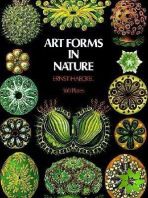 ART FORMS
IN
NATURE
ERNST HAECKEL
100 Plates